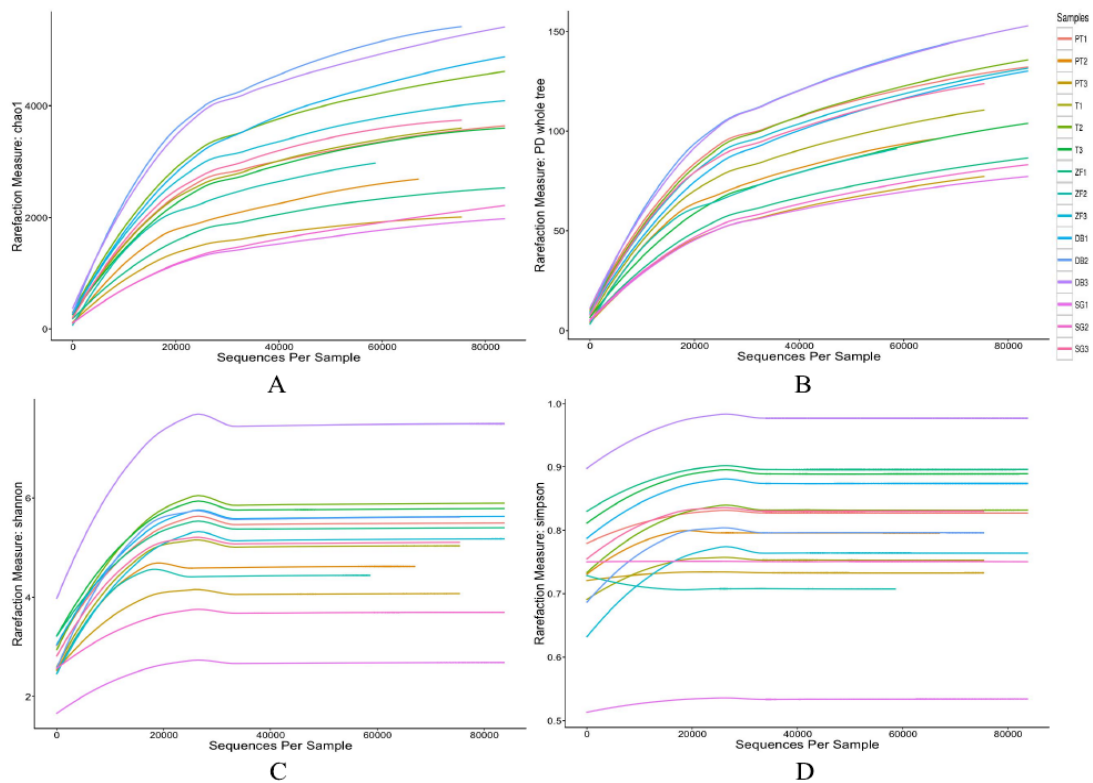 Rarefaction Measure: chao1
4000
2000
0
0 20000 40000 60000 80000
Sequences Per Sample
A
Rarefaction Measure: PD whole tree
150
100
50
0
0 20000 40000 60000 80000
Sequences Per Sample
B
Samples
PT1
PT2
PT3
T1
T2
T3
ZF1
ZF2
ZF3
DB1
DB2
DB3
SG1
SG2
SG3
Rarefaction Measure: shannon
6
4
2
0 20000 40000 60000 80000
Sequences Per Sample
C
Rarefaction Measure: simpson
1.0
0.9
0.8
0.7
0.6
0.5
0 20000 40000 60000 80000
Sequences Per Sample
D